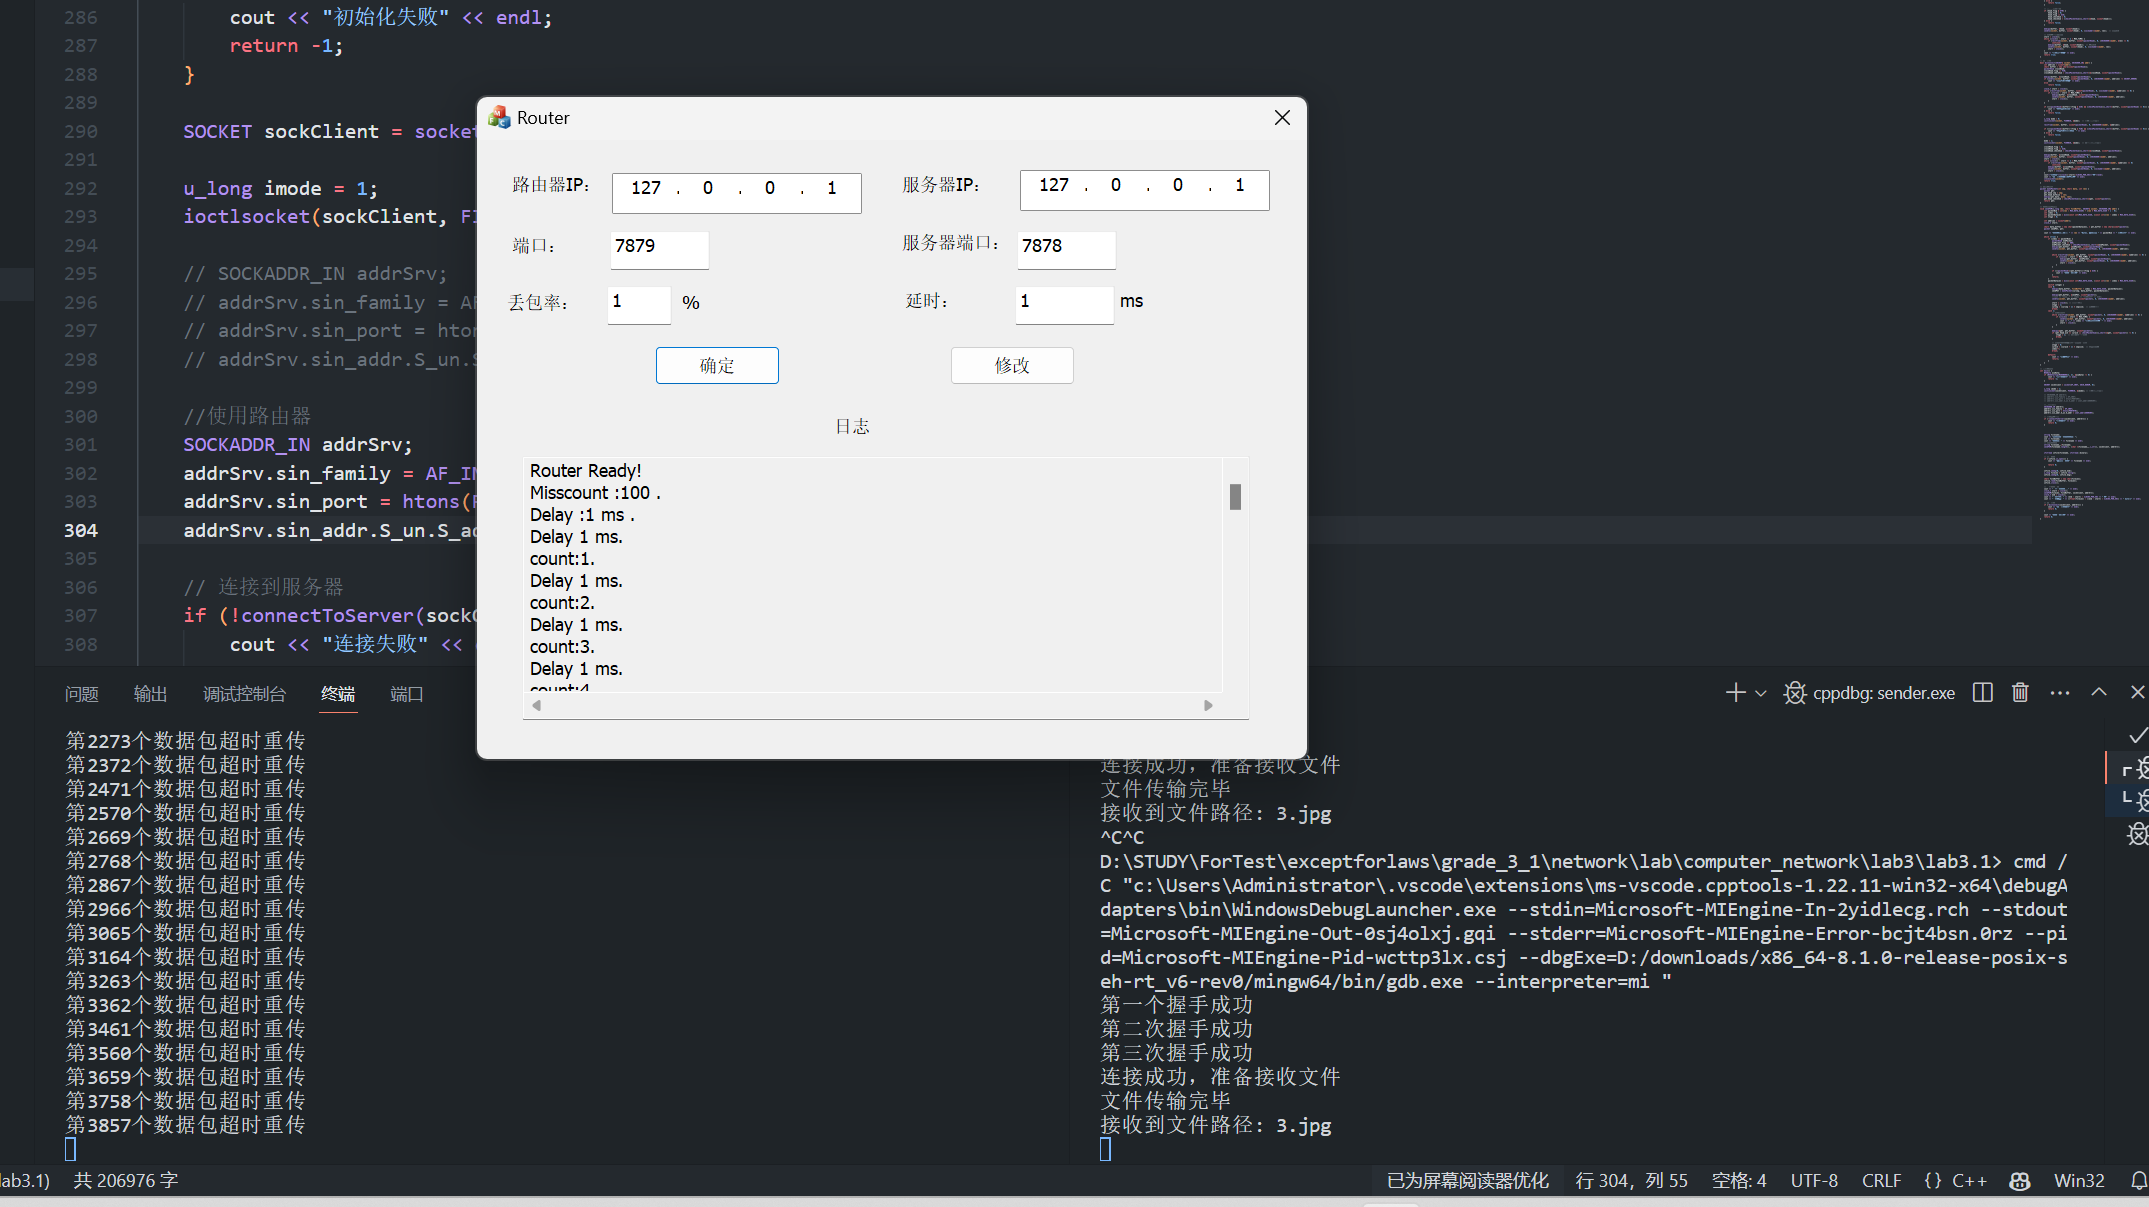 286 cout << "初始化失败" << endl;
287 return -1;
288 }
289
290 SOCKET sockClient = socket
291
292 u_long imode = 1;
293 ioctlsocket(sockClient, FI
294
295 // SOCKADDR_IN addrSrv;
296 // addrSrv.sin_family = AF
297 // addrSrv.sin_port = hton
298 // addrSrv.sin_addr.S_un.S
299
300 //使用路由器
301 SOCKADDR_IN addrSrv;
302 addrSrv.sin_family = AF_IN
303 addrSrv.sin_port = htons(
304 addrSrv.sin_addr.S_un.S_ad
305
306 // 连接到服务器
307 if (!connectToServer(sockC
308 cout << "连接失败" <<
Router
路由器IP： 127 . 0 . 0 . 1
服务器IP： 127 . 0 . 0 . 1
端口： 7879
服务器端口： 7878
丢包率： 1 %
延时： 1 ms
确定
修改
日志
Router Ready!
Misscount :100 .
Delay :1 ms .
Delay 1 ms.
count:1.
Delay 1 ms.
count:2.
Delay 1 ms.
count:3.
Delay 1 ms.
count:4
问题 输出 调试控制台 终端 端口
cppdbg: sender.exe
第2273个数据包超时重传
第2372个数据包超时重传
第2471个数据包超时重传
第2570个数据包超时重传
第2669个数据包超时重传
第2768个数据包超时重传
第2867个数据包超时重传
第2966个数据包超时重传
第3065个数据包超时重传
第3164个数据包超时重传
第3263个数据包超时重传
第3362个数据包超时重传
第3461个数据包超时重传
第3560个数据包超时重传
第3659个数据包超时重传
第3758个数据包超时重传
第3857个数据包超时重传
连接成功，准备接收文件
文件传输完毕
接收到文件路径：3.jpg
^C^C
D:\STUDY\ForTest\exceptforlaws\grade_3_1\network\lab\computer_network\lab3\lab3.1> cmd /
C "c:\Users\Administrator\.vscode\extensions\ms-vscode.cpptools-1.22.11-win32-x64\debugA
dapters\bin\WindowsDebugLauncher.exe --stdin=Microsoft-MIEngine-In-2yidlecg.rch --stdout
=Microsoft-MIEngine-Out-0sj4olxj.gqi --stderr=Microsoft-MIEngine-Error-bcjt4bsn.0rz --pi
d=Microsoft-MIEngine-Pid-wcttp3lx.csj --dbgExe=D:/downloads/x86_64-8.1.0-release-posix-s
eh-rt_v6-rev0/mingw64/bin/gdb.exe --interpreter=mi "
第一个握手成功
第二次握手成功
第三次握手成功
连接成功，准备接收文件
文件传输完毕
接收到文件路径：3.jpg
lab3.1) 共 206976 字
已为屏幕阅读器优化 行 304，列 55 空格: 4 UTF-8 CRLF {} C++ Win32